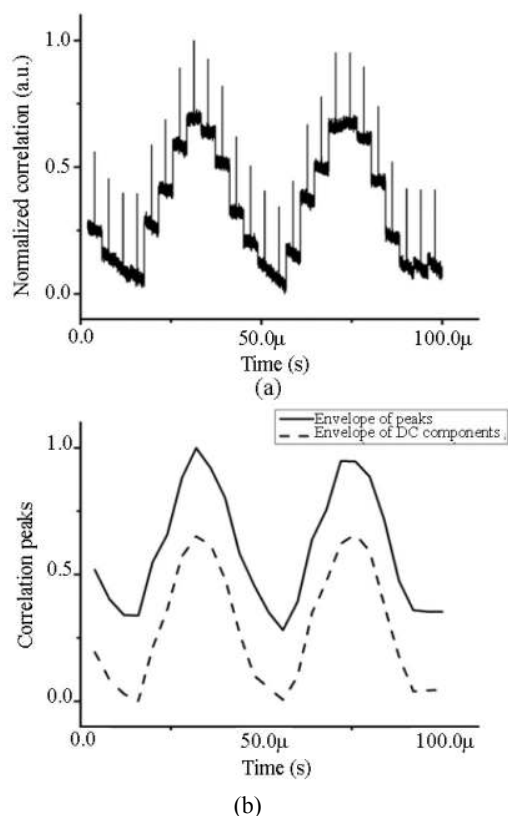 Normalized correlation (a.u.)
1.0
0.5
0.0
0.0
50.0μ
100.0μ
Time (s)
(a)
Envelope of peaks
Envelope of DC components
Correlation peaks
1.0
0.5
0.0
0.0
50.0μ
100.0μ
Time (s)
(b)